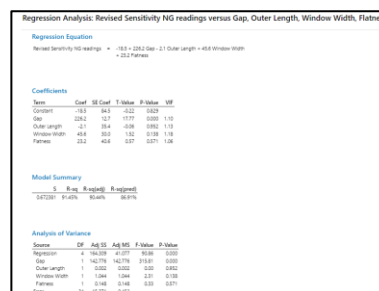 Regression Analysis: Revised Sensitivity NG readings versus Gap, Outer Length, Window Width, Flatne
Regression Equation
Revised Sensitivity NG readings = -18.5 + 226.2 Gap - 2.1 Outer Length + 45.6 Window Width
+ 23.2 Flatness
Coefficients
Term Coef SE Coef T-Value P-Value VIF
Constant -18.5 84.5 -0.22 0.829
Gap 226.2 12.7 17.77 0.000 1.10
Outer Length -2.1 35.4 -0.06 0.952 1.13
Window Width 45.6 30.0 1.52 0.138 1.18
Flatness 23.2 40.6 0.57 0.571 1.06
Model Summary
S R-sq R-sq(adj) R-sq(pred)
0.672361 91.45% 90.44% 86.91%
Analysis of Variance
Source DF Adj SS Adj MS F-Value P-Value
Regression 4 164.309 41.077 90.86 0.000
Gap 1 142.776 142.776 315.81 0.000
Outer Length 1 0.002 0.002 0.00 0.952
Window Width 1 1.044 1.044 2.31 0.138
Flatness 1 0.148 0.148 0.33 0.571